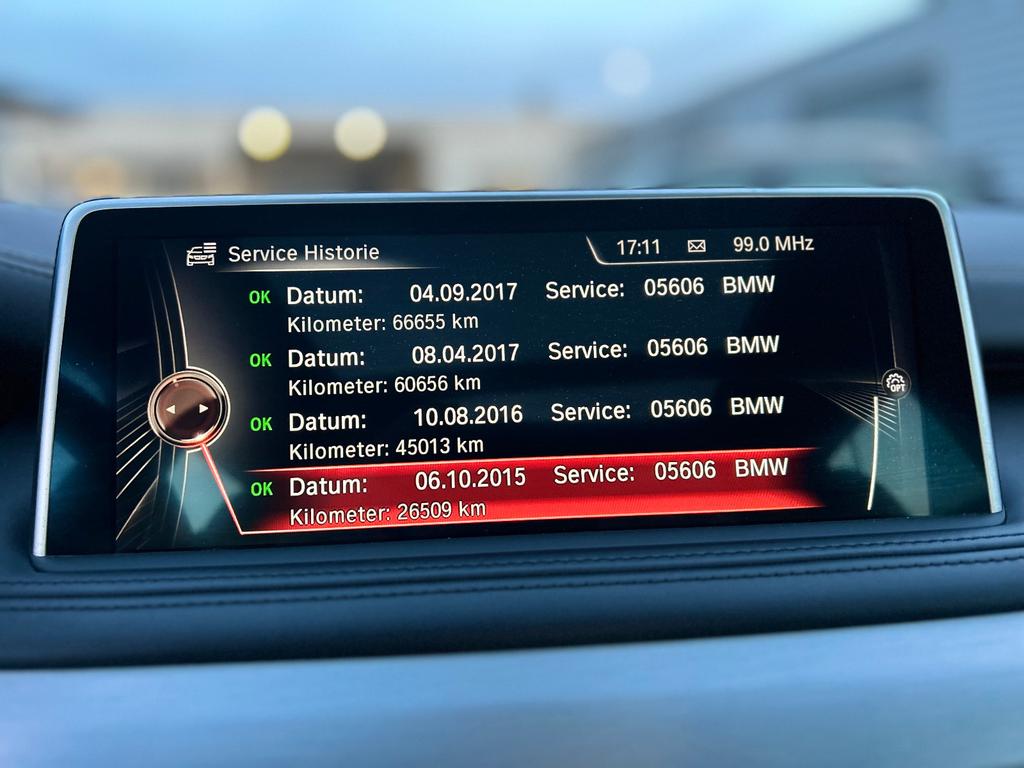 Service Historie 17:11 99.0 MHz
OK Datum: 04.09.2017 Service: 05606 BMW
Kilometer: 66655 km
OK Datum: 08.04.2017 Service: 05606 BMW
Kilometer: 60656 km
OK Datum: 10.08.2016 Service: 05606 BMW
Kilometer: 45013 km
OK Datum: 06.10.2015 Service: 05606 BMW
Kilometer: 26509 km
OPT